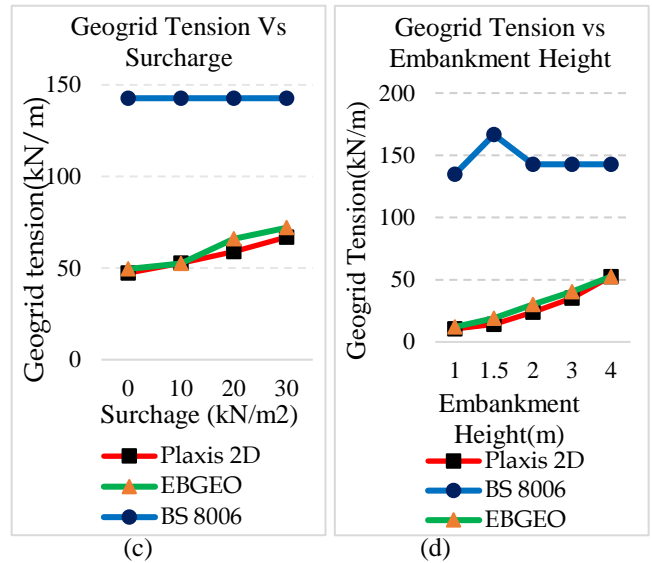 Geogrid Tension Vs
Surcharge
Geogrid tension(kN/ m)
150
100
50
0
0 10 20 30
Surchage (kN/m2)
Plaxis 2D
EBGEO
BS 8006
(c)
Geogrid Tension vs
Embankment Height
Geogrid Tension(kN/m)
200
150
100
50
0
1 1.5 2 3 4
Embankment
Height(m)
Plaxis 2D
BS 8006
EBGEO
(d)